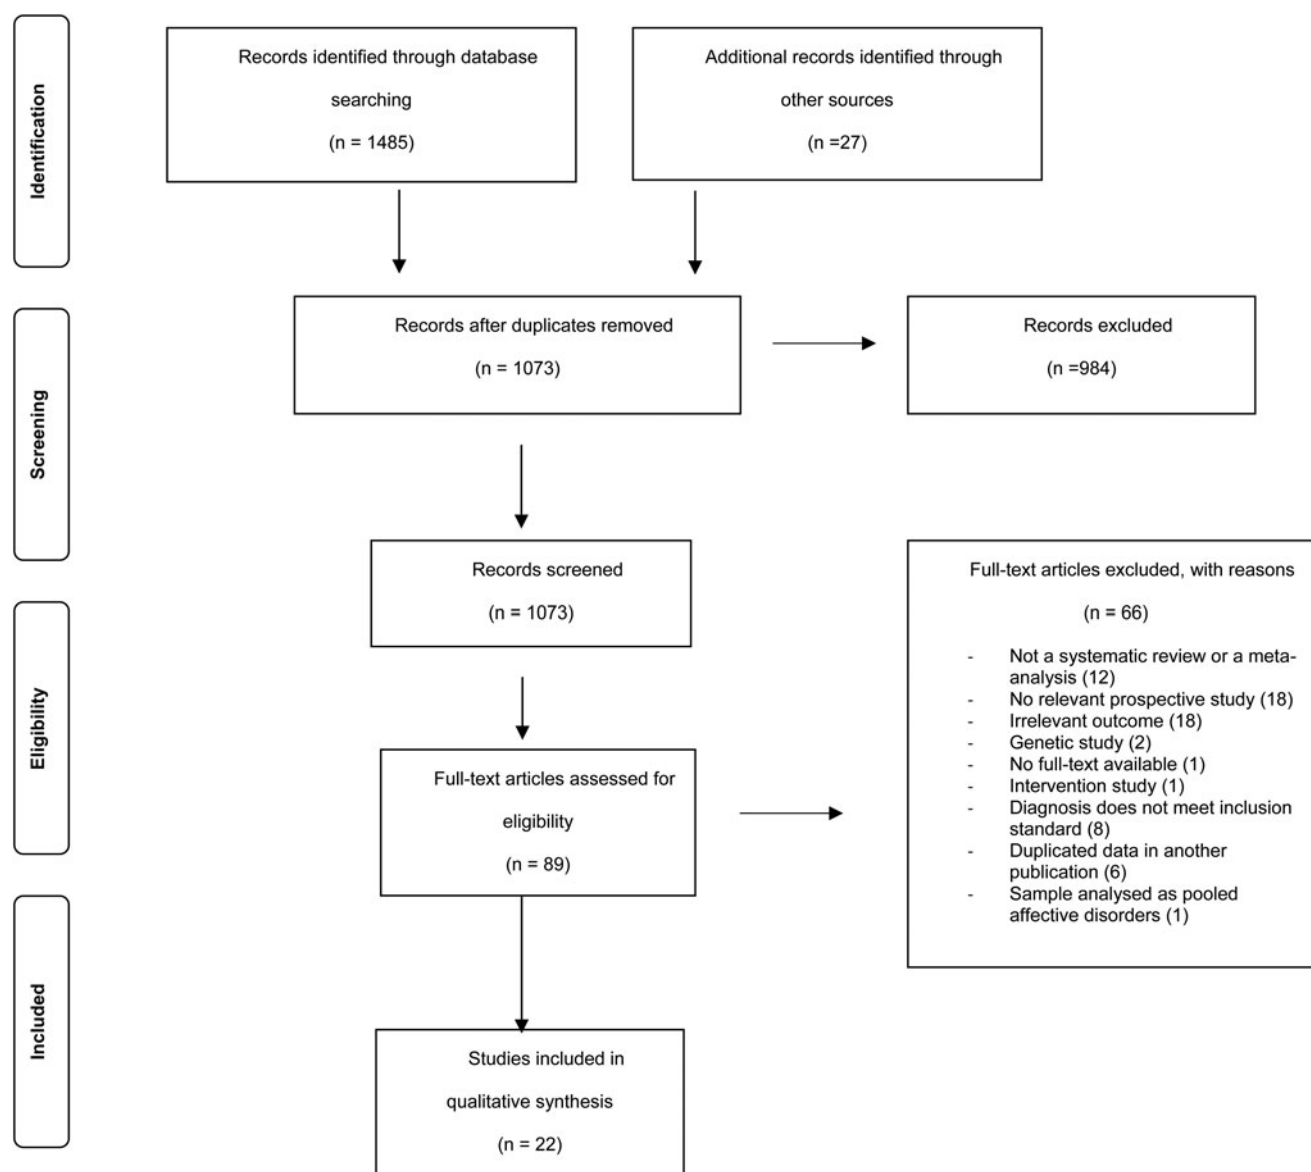 Identification
Records identified through database
searching
(n = 1485)
Additional records identified through
other sources
(n =27)
Screening
Records after duplicates removed
(n = 1073)
Records excluded
(n =984)
Records screened
(n = 1073)
Eligibility
Full-text articles assessed for
eligibility
(n = 89)
Full-text articles excluded, with reasons
(n = 66)
- Not a systematic review or a meta-
analysis (12)
- No relevant prospective study (18)
- Irrelevant outcome (18)
- Genetic study (2)
- No full-text available (1)
- Intervention study (1)
- Diagnosis does not meet inclusion
standard (8)
- Duplicated data in another
publication (6)
- Sample analysed as pooled
affective disorders (1)
Included
Studies included in
qualitative synthesis
(n = 22)